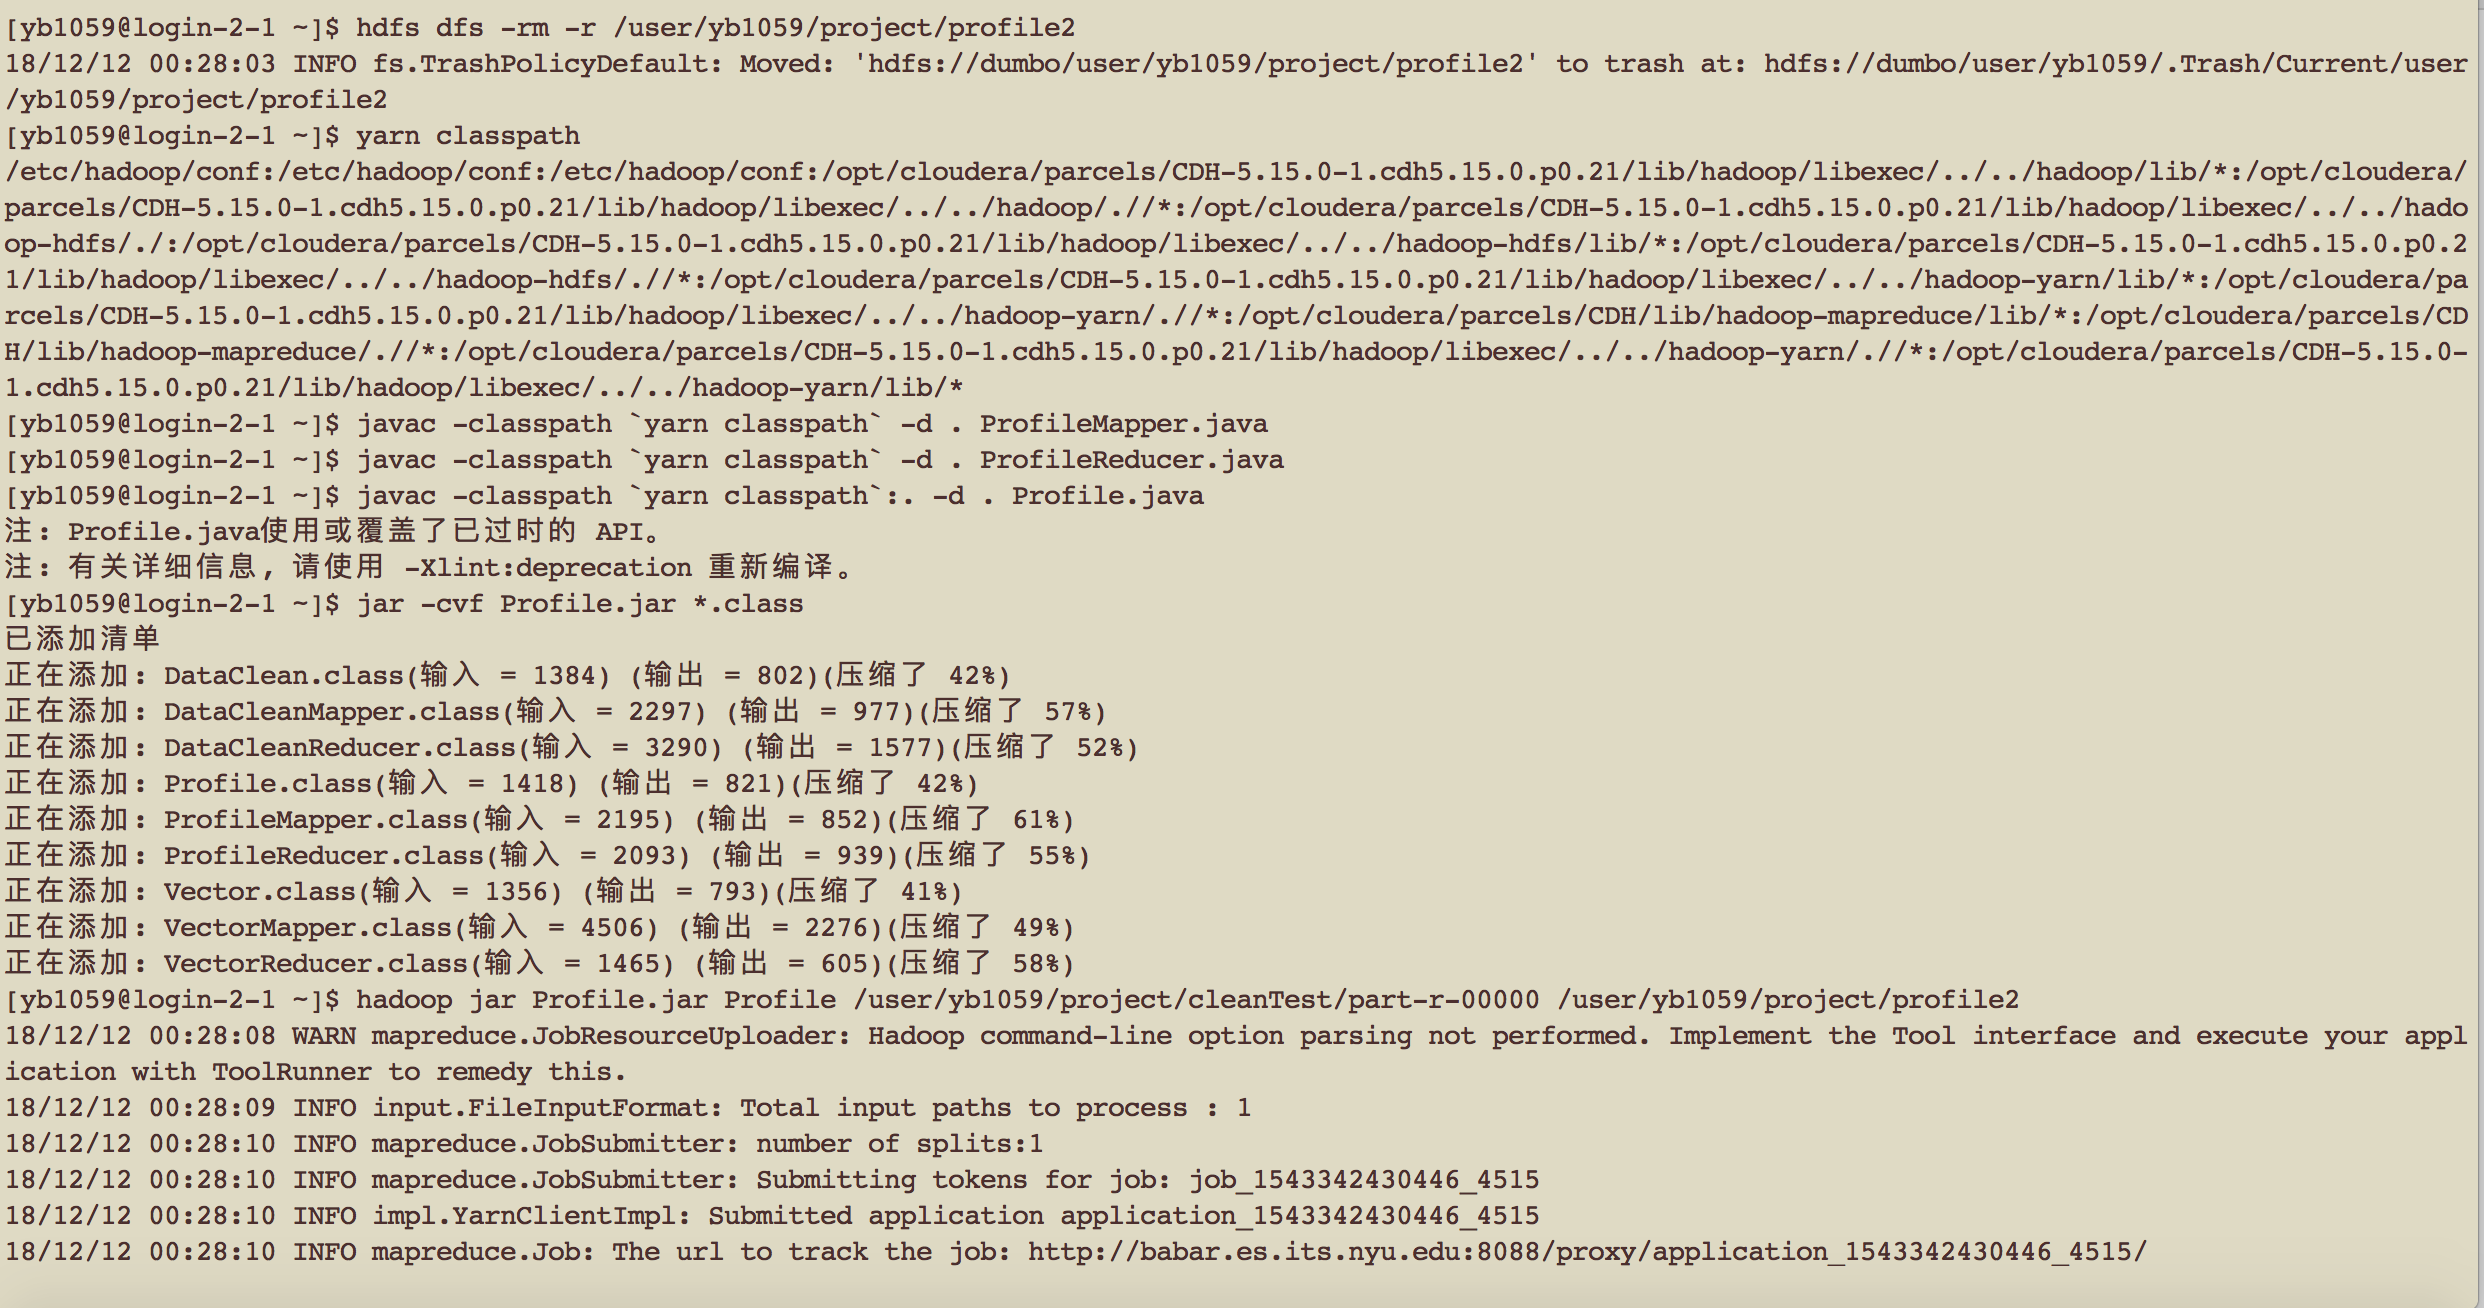 [yb1059@login-2-1 ~]$ hdfs dfs -rm -r /user/yb1059/project/profile2
18/12/12 00:28:03 INFO fs.TrashPolicyDefault: Moved: 'hdfs://dumbo/user/yb1059/project/profile2' to trash at: hdfs://dumbo/user/yb1059/.Trash/Current/user
/yb1059/project/profile2
[yb1059@login-2-1 ~]$ yarn classpath
/etc/hadoop/conf:/etc/hadoop/conf:/etc/hadoop/conf:/opt/cloudera/parcels/CDH-5.15.0-1.cdh5.15.0.p0.21/lib/hadoop/libexec/../../hadoop/lib/*:/opt/cloudera/
parcels/CDH-5.15.0-1.cdh5.15.0.p0.21/lib/hadoop/libexec/../../hadoop/.//*:/opt/cloudera/parcels/CDH-5.15.0-1.cdh5.15.0.p0.21/lib/hadoop/libexec/../../hado
op-hdfs/./:/opt/cloudera/parcels/CDH-5.15.0-1.cdh5.15.0.p0.21/lib/hadoop/libexec/../../hadoop-hdfs/lib/*:/opt/cloudera/parcels/CDH-5.15.0-1.cdh5.15.0.p0.2
1/lib/hadoop/libexec/../../hadoop-hdfs/.//*:/opt/cloudera/parcels/CDH-5.15.0-1.cdh5.15.0.p0.21/lib/hadoop/libexec/../../hadoop-yarn/lib/*:/opt/cloudera/pa
rcels/CDH-5.15.0-1.cdh5.15.0.p0.21/lib/hadoop/libexec/../../hadoop-yarn/.//*:/opt/cloudera/parcels/CDH/lib/hadoop-mapreduce/lib/*:/opt/cloudera/parcels/CD
H/lib/hadoop-mapreduce/.//*:/opt/cloudera/parcels/CDH-5.15.0-1.cdh5.15.0.p0.21/lib/hadoop/libexec/../../hadoop-yarn/.//*:/opt/cloudera/parcels/CDH-5.15.0-
1.cdh5.15.0.p0.21/lib/hadoop/libexec/../../hadoop-yarn/lib/*
[yb1059@login-2-1 ~]$ javac -classpath `yarn classpath` -d . ProfileMapper.java
[yb1059@login-2-1 ~]$ javac -classpath `yarn classpath` -d . ProfileReducer.java
[yb1059@login-2-1 ~]$ javac -classpath `yarn classpath`:. -d . Profile.java
注：Profile.java使用或覆盖了已过时的 API。
注：有关详细信息, 请使用 -Xlint:deprecation 重新编译。
[yb1059@login-2-1 ~]$ jar -cvf Profile.jar *.class
已添加清单
正在添加: DataClean.class(输入 = 1384) (输出 = 802)(压缩了 42%)
正在添加: DataCleanMapper.class(输入 = 2297) (输出 = 977)(压缩了 57%)
正在添加: DataCleanReducer.class(输入 = 3290) (输出 = 1577)(压缩了 52%)
正在添加: Profile.class(输入 = 1418) (输出 = 821)(压缩了 42%)
正在添加: ProfileMapper.class(输入 = 2195) (输出 = 852)(压缩了 61%)
正在添加: ProfileReducer.class(输入 = 2093) (输出 = 939)(压缩了 55%)
正在添加: Vector.class(输入 = 1356) (输出 = 793)(压缩了 41%)
正在添加: VectorMapper.class(输入 = 4506) (输出 = 2276)(压缩了 49%)
正在添加: VectorReducer.class(输入 = 1465) (输出 = 605)(压缩了 58%)
[yb1059@login-2-1 ~]$ hadoop jar Profile.jar Profile /user/yb1059/project/cleanTest/part-r-00000 /user/yb1059/project/profile2
18/12/12 00:28:08 WARN mapreduce.JobResourceUploader: Hadoop command-line option parsing not performed. Implement the Tool interface and execute your appl
ication with ToolRunner to remedy this.
18/12/12 00:28:09 INFO input.FileInputFormat: Total input paths to process : 1
18/12/12 00:28:10 INFO mapreduce.JobSubmitter: number of splits:1
18/12/12 00:28:10 INFO mapreduce.JobSubmitter: Submitting tokens for job: job_1543342430446_4515
18/12/12 00:28:10 INFO impl.YarnClientImpl: Submitted application application_1543342430446_4515
18/12/12 00:28:10 INFO mapreduce.Job: The url to track the job: http://babar.es.its.nyu.edu:8088/proxy/application_1543342430446_4515/